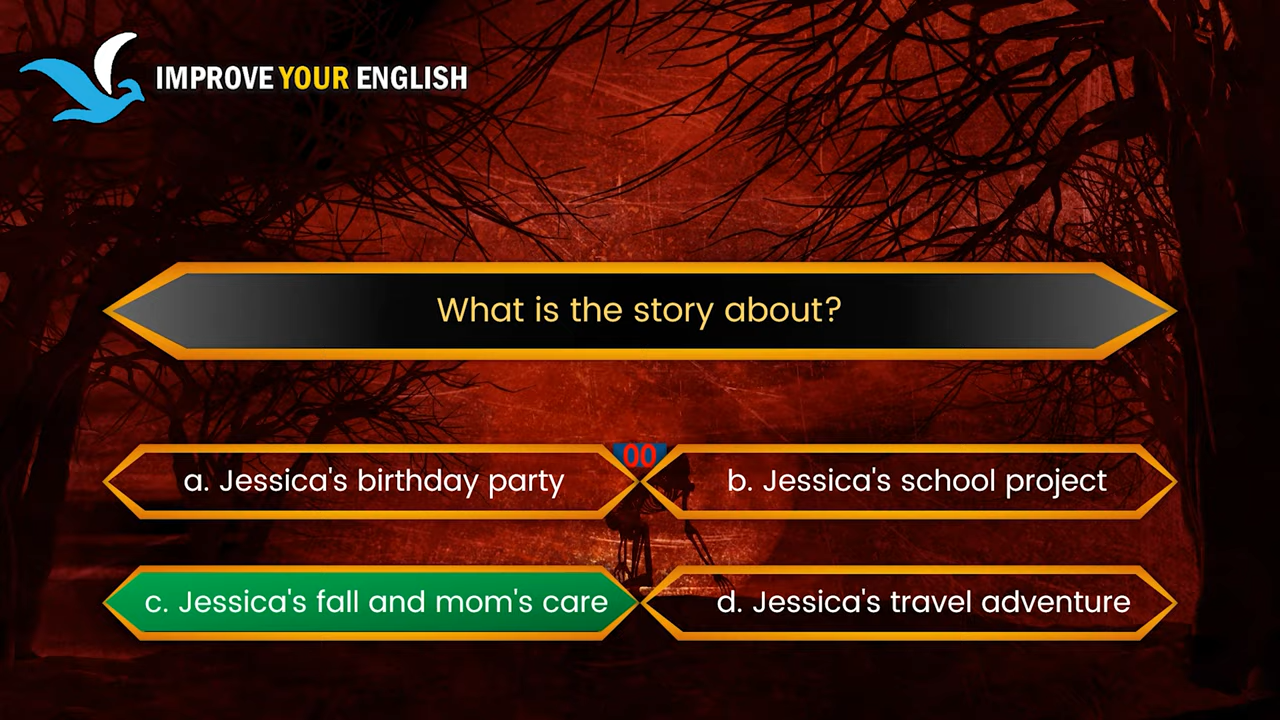 IMPROVE YOUR ENGLISH
What is the story about?
00
a. Jessica's birthday party
b. Jessica's school project
c. Jessica's fall and mom's care
d. Jessica's travel adventure